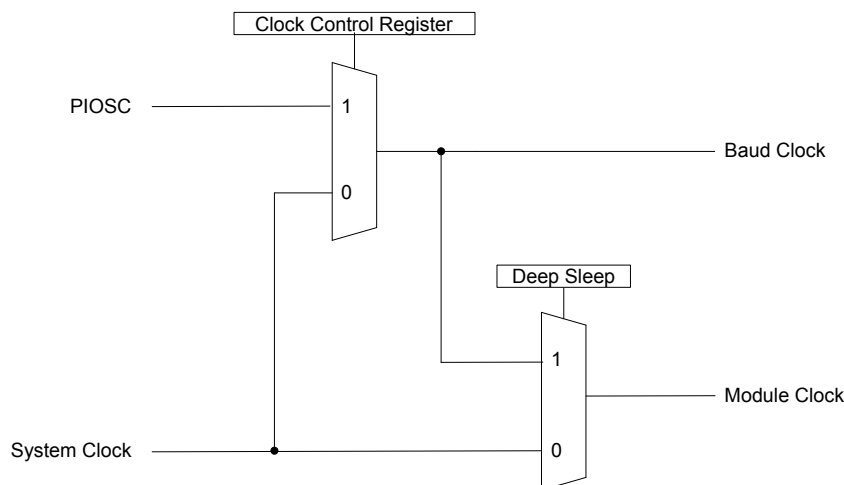 Clock Control Register
PIOSC
1
Baud Clock
0
Deep Sleep
1
Module Clock
System Clock
0